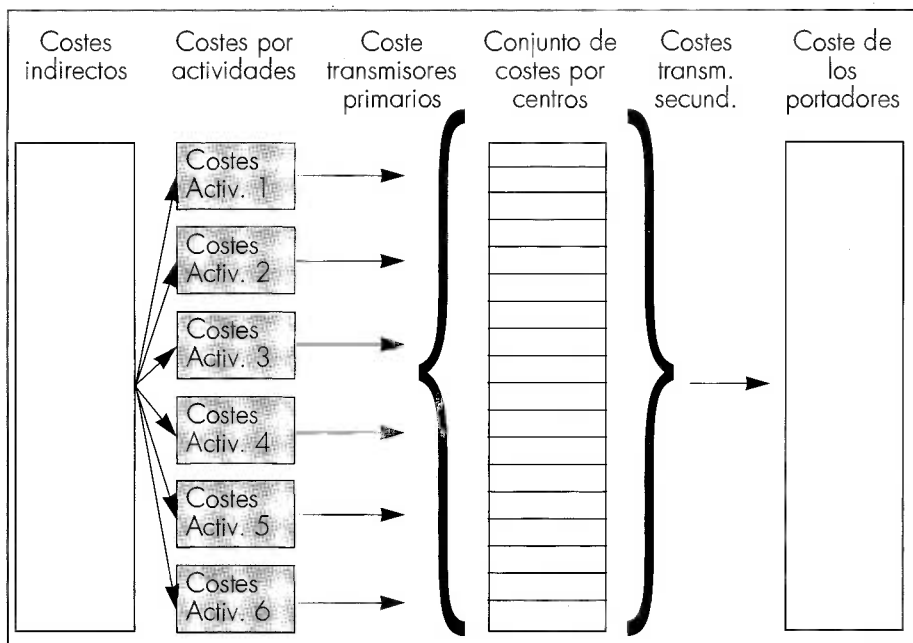 Costes
indirectos
Costes por
actividades
Coste
transmisores
primarios
Conjunto de
costes por
centros
Costes
transm.
secund.
Coste de
los
portadores
Costes
Activ. 1
Costes
Activ. 2
Costes
Activ. 3
Costes
Activ. 4
Costes
Activ. 5
Costes
Activ. 6